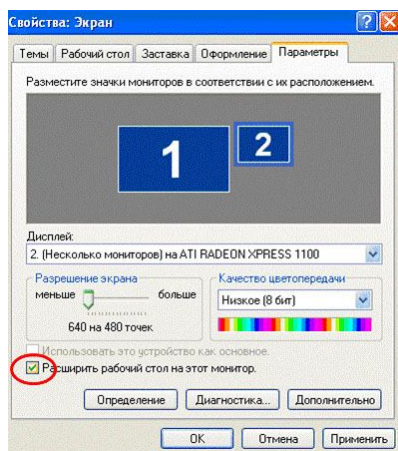 Свойства: Экран
Темы Рабочий стол Заставка Оформление Параметры
Разместите значки мониторов в соответствии с их расположением.
1 2
Дисплей:
2. (Несколько мониторов) на ATI RADEON XPRESS 1100
Разрешение экрана
меньше больше
640 на 480 точек
Качество цветопередачи
Низкое (8 бит)
Использовать это устройство как основное.
Расширить рабочий стол на этот монитор.
Определение Диагностика... Дополнительно
OK Отмена Применить